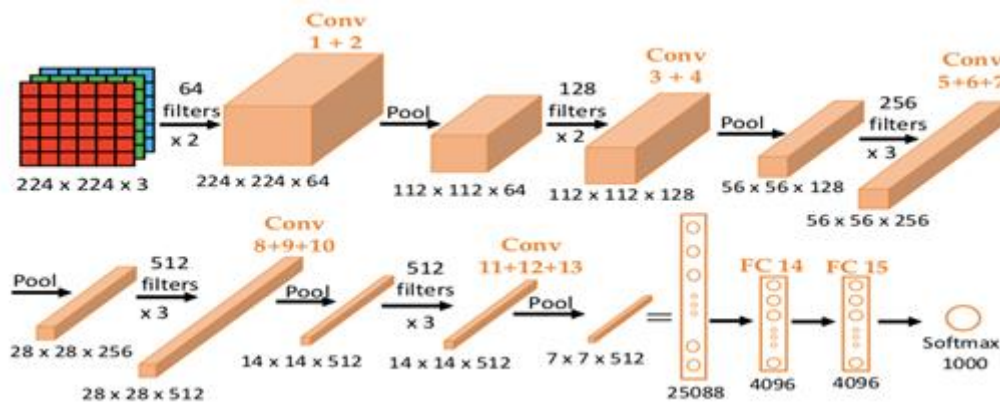 Conv
1 + 2
64
filters
x 2
224 x 224 x 3
224 x 224 x 64
Pool
112 x 112 x 64
128
filters
x 2
Conv
3 + 4
112 x 112 x 128
Pool
56 x 56 x 128
256
filters
x 3
Conv
5+6+7
56 x 56 x 256
Pool
28 x 28 x 256
512
filters
x 3
Conv
8+9+10
28 x 28 x 512
Pool
14 x 14 x 512
512
filters
x 3
Conv
11+12+13
14 x 14 x 512
Pool
7 x 7 x 512
=
25088
FC 14
4096
FC 15
4096
Softmax
1000